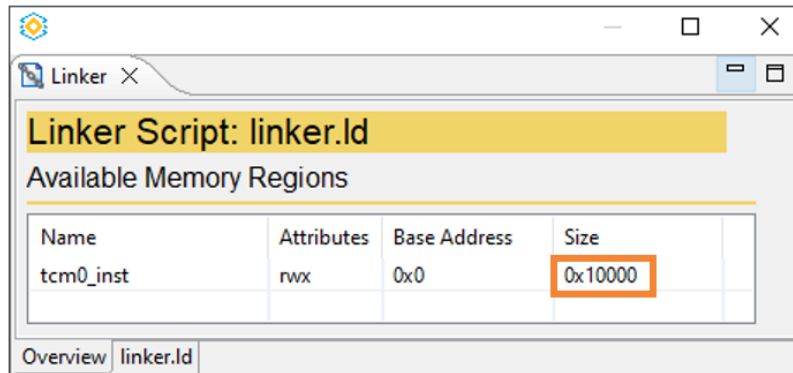 Linker
Linker Script: linker.ld
Available Memory Regions
Name Attributes Base Address Size
tcm0_inst rwx 0x0 0x10000
Overview linker.ld